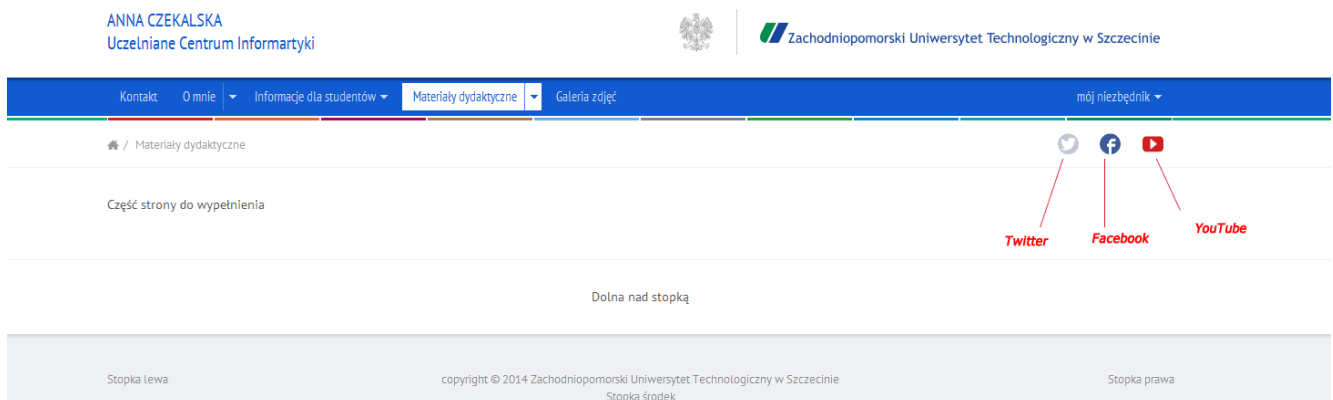 ANNA CZEKALSKA
Uczelniane Centrum Informartyki
Zachodniopomorski Uniwersytet Technologiczny w Szczecinie
Kontakt O mnie Informacje dla studentów Materiały dydaktyczne Galeria zdjęć mój niezbędnik
/ Materiały dydaktyczne
Część strony do wypełnienia
Twitter Facebook YouTube
Dolna nad stopką
Stopka lewa copyright © 2014 Zachodniopomorski Uniwersytet Technologiczny w Szczecinie Stopka prawa
Stopka środek